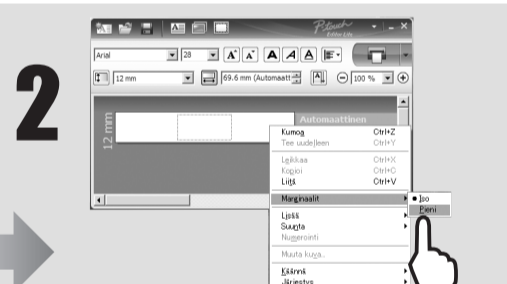 2
P-touch
Editor Lite
Arial
28
A A A A A
12 mm
69.6 mm (Automaatt
A
100 %
12 mm
Automaattinen
Kumoa Ctrl+Z
Tee uudelleen Ctrl+Y
Leikkaa Ctrl+X
Kopioi Ctrl+C
Liitä Ctrl+V
Marginaalit
Iso
Pieni
Lisää
Suunta
Numerointi
Muuta kuva...
Käännä
Järjestys